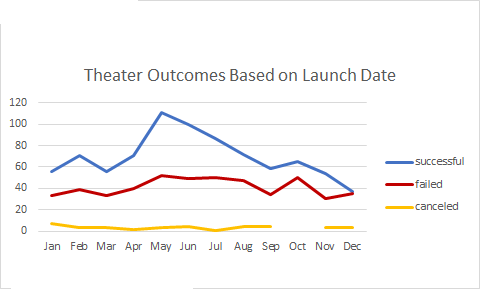 Theater Outcomes Based on Launch Date
120
100
80
60
40
20
0
Jan Feb Mar Apr May Jun Jul Aug Sep Oct Nov Dec
successful
failed
canceled